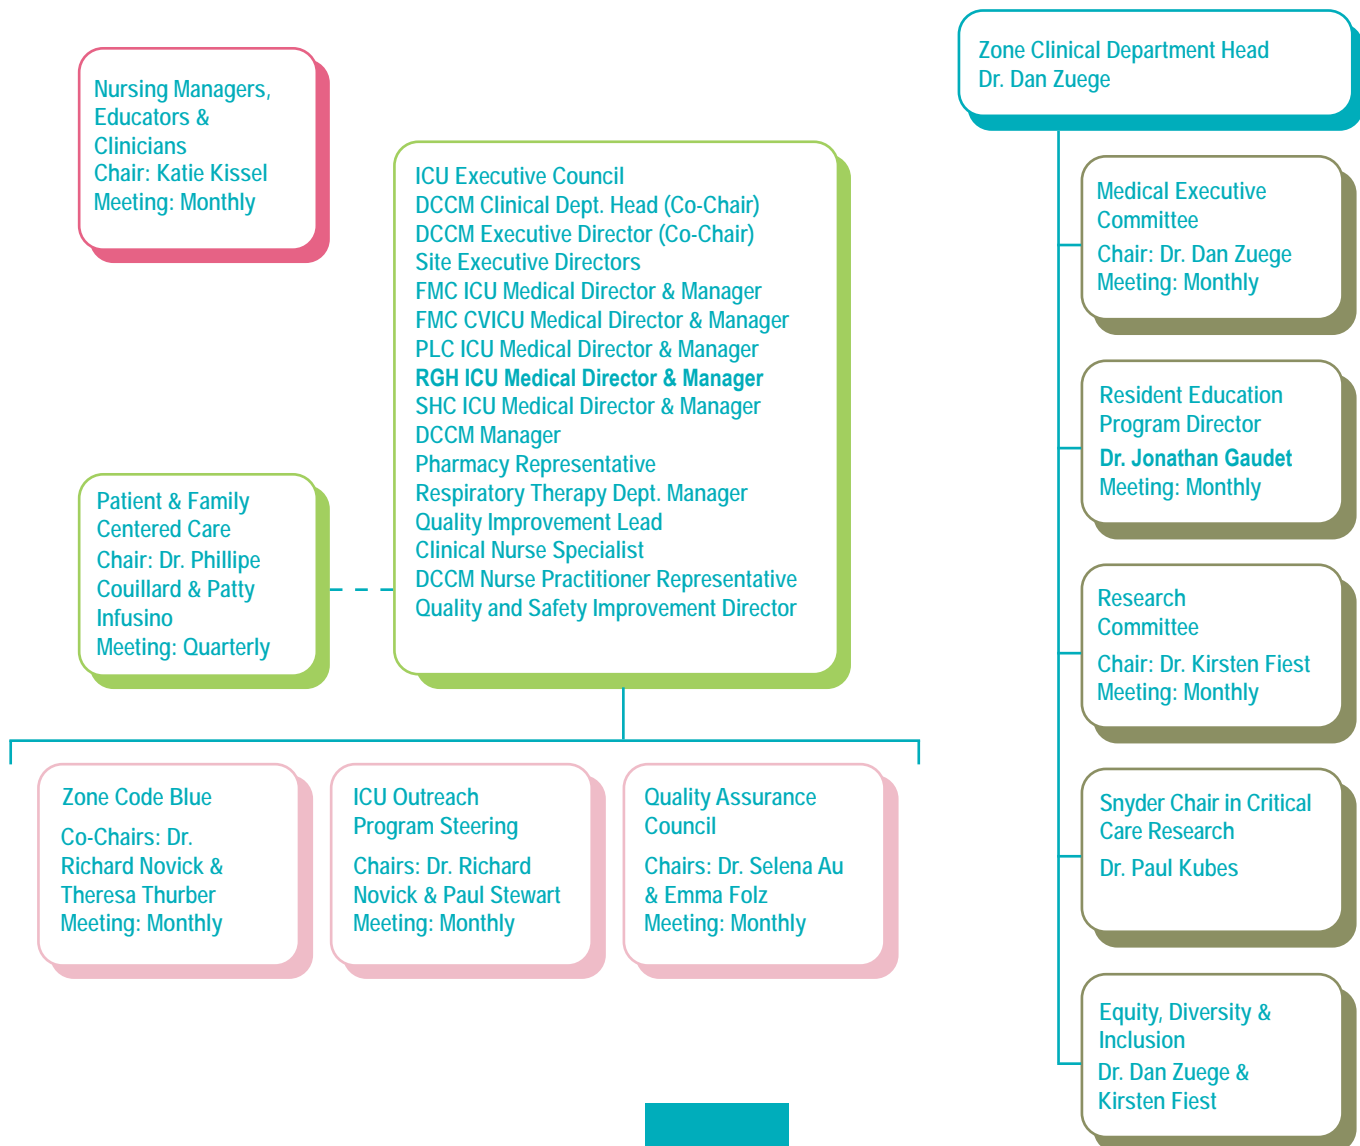 Nursing Managers,
Educators &
Clinicians
Chair: Katie Kissel
Meeting: Monthly
ICU Executive Council
DCCM Clinical Dept. Head (Co-Chair)
DCCM Executive Director (Co-Chair)
Site Executive Directors
FMC ICU Medical Director & Manager
FMC CVICU Medical Director & Manager
PLC ICU Medical Director & Manager
RGH ICU Medical Director & Manager
SHC ICU Medical Director & Manager
DCCM Manager
Pharmacy Representative
Respiratory Therapy Dept. Manager
Quality Improvement Lead
Clinical Nurse Specialist
DCCM Nurse Practitioner Representative
Quality and Safety Improvement Director
Patient & Family
Centered Care
Chair: Dr. Phillipe
Couillard & Patty
Infusino
Meeting: Quarterly
Zone Code Blue
Co-Chairs: Dr.
Richard Novick &
Theresa Thurber
Meeting: Monthly
ICU Outreach
Program Steering
Chairs: Dr. Richard
Novick & Paul Stewart
Meeting: Monthly
Quality Assurance
Council
Chairs: Dr. Selena Au
& Emma Folz
Meeting: Monthly
Zone Clinical Department Head
Dr. Dan Zuege
Medical Executive
Committee
Chair: Dr. Dan Zuege
Meeting: Monthly
Resident Education
Program Director
Dr. Jonathan Gaudet
Meeting: Monthly
Research
Committee
Chair: Dr. Kirsten Fiest
Meeting: Monthly
Snyder Chair in Critical
Care Research
Dr. Paul Kubes
Equity, Diversity &
Inclusion
Dr. Dan Zuege &
Kirsten Fiest